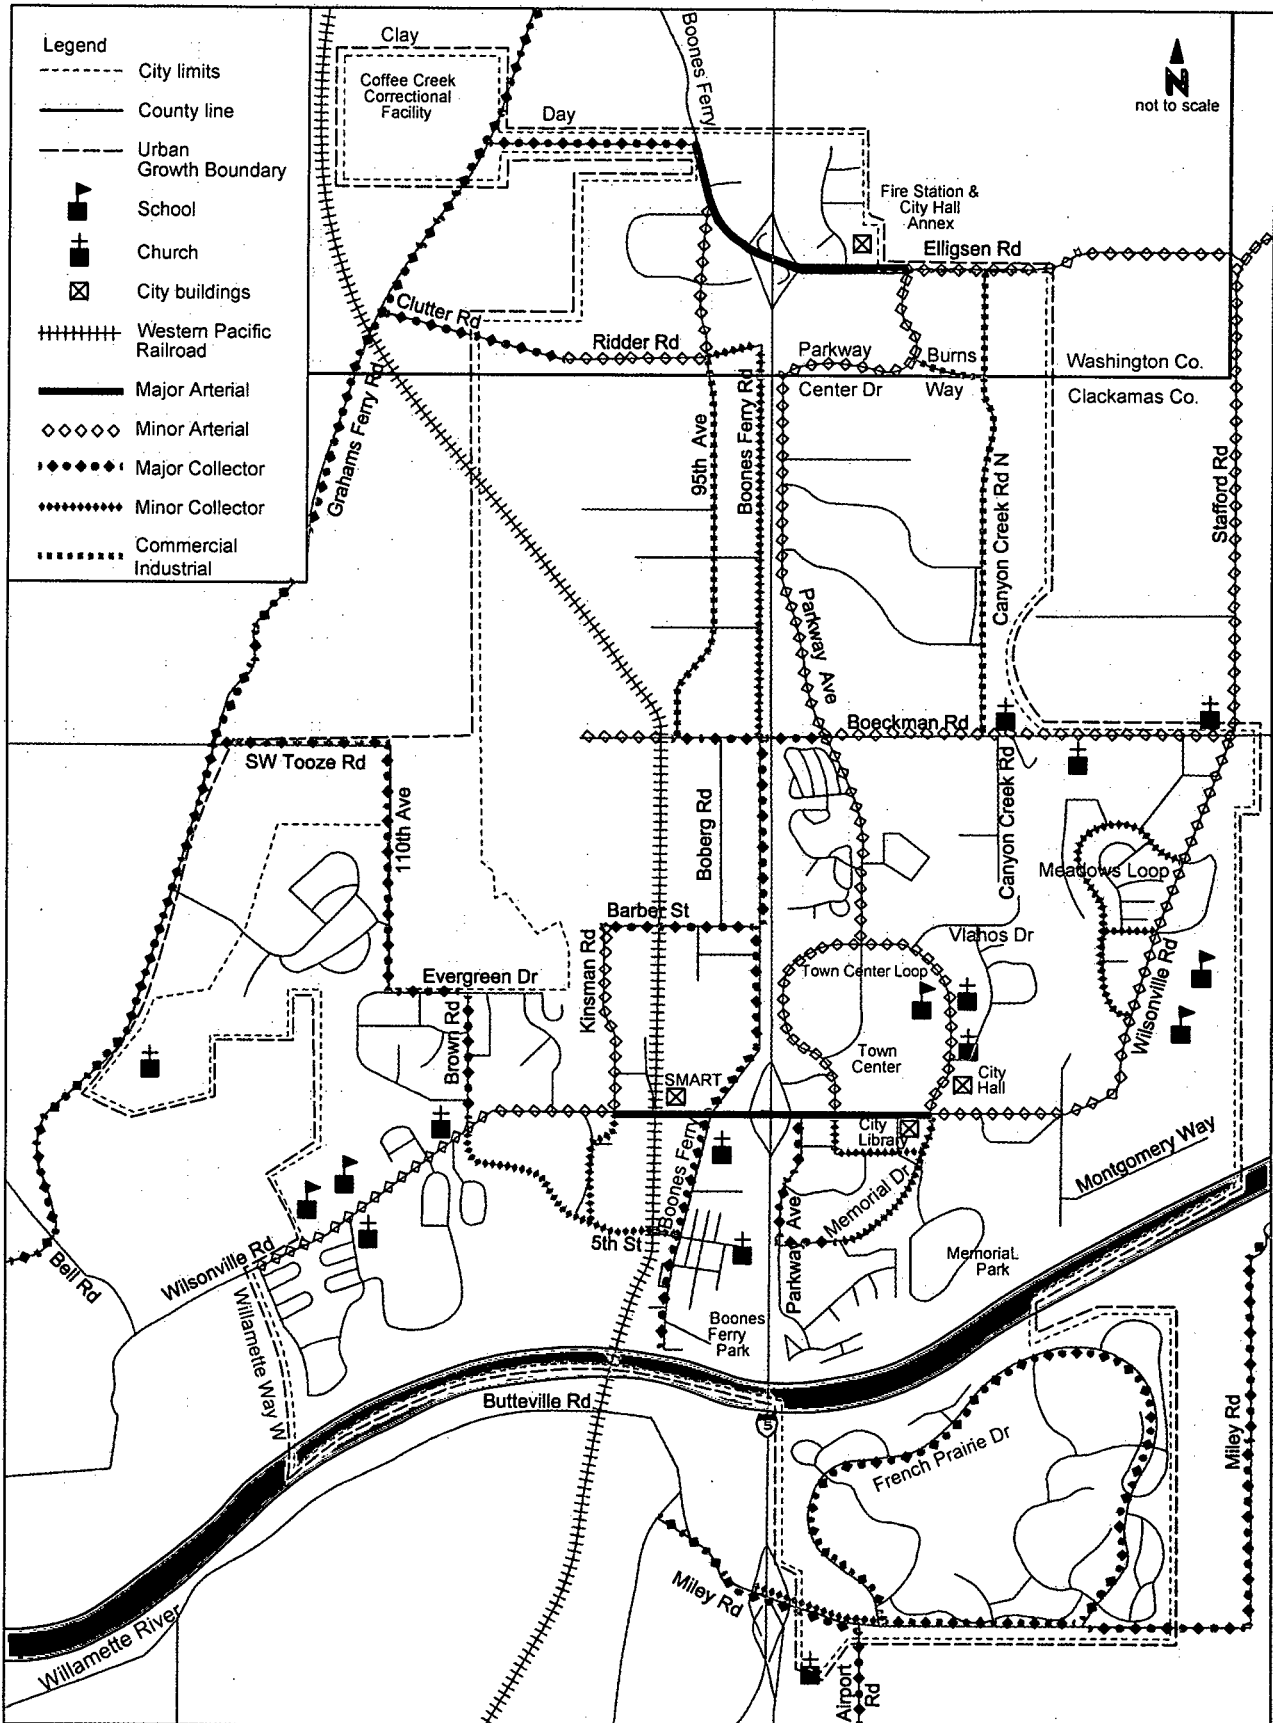 Legend
City limits
County line
Urban
Growth Boundary
School
Church
City buildings
Western Pacific
Railroad
Major Arterial
Minor Arterial
Major Collector
Minor Collector
Commercial
Industrial
Clay
Coffee Creek
Correctional
Facility
Day
Boones Ferry
N
not to scale
Fire Station &
City Hall
Annex
Elligsen Rd
Clutter Rd
Ridder Rd
Parkway
Center Dr
Burns
Way
Washington Co.
Clackamas Co.
Grahams Ferry Rd
95th Ave
Boones Ferry Rd
Canyon Creek Rd N
Stafford Rd
Parkway Ave
Boeckman Rd
SW Tooze Rd
110th Ave
Boberg Rd
Canyon Creek Rd
Meadows Loop
Barber St
Vlahos Dr
Kinsman Rd
Town Center Loop
Evergreen Dr
Wilsonville Rd
Brown Rd
Town
Center
SMART
City
Hall
City
Library
Montgomery Way
Boones Ferry
Memorial Dr
Parkway Ave
5th St
Memorial
Park
Bell Rd
Wilsonville Rd
Willamette Way W
Boones
Ferry
Park
Butteville Rd
5
French Prairie Dr
Miley Rd
Miley Rd
Willamette River
Airport
Rd